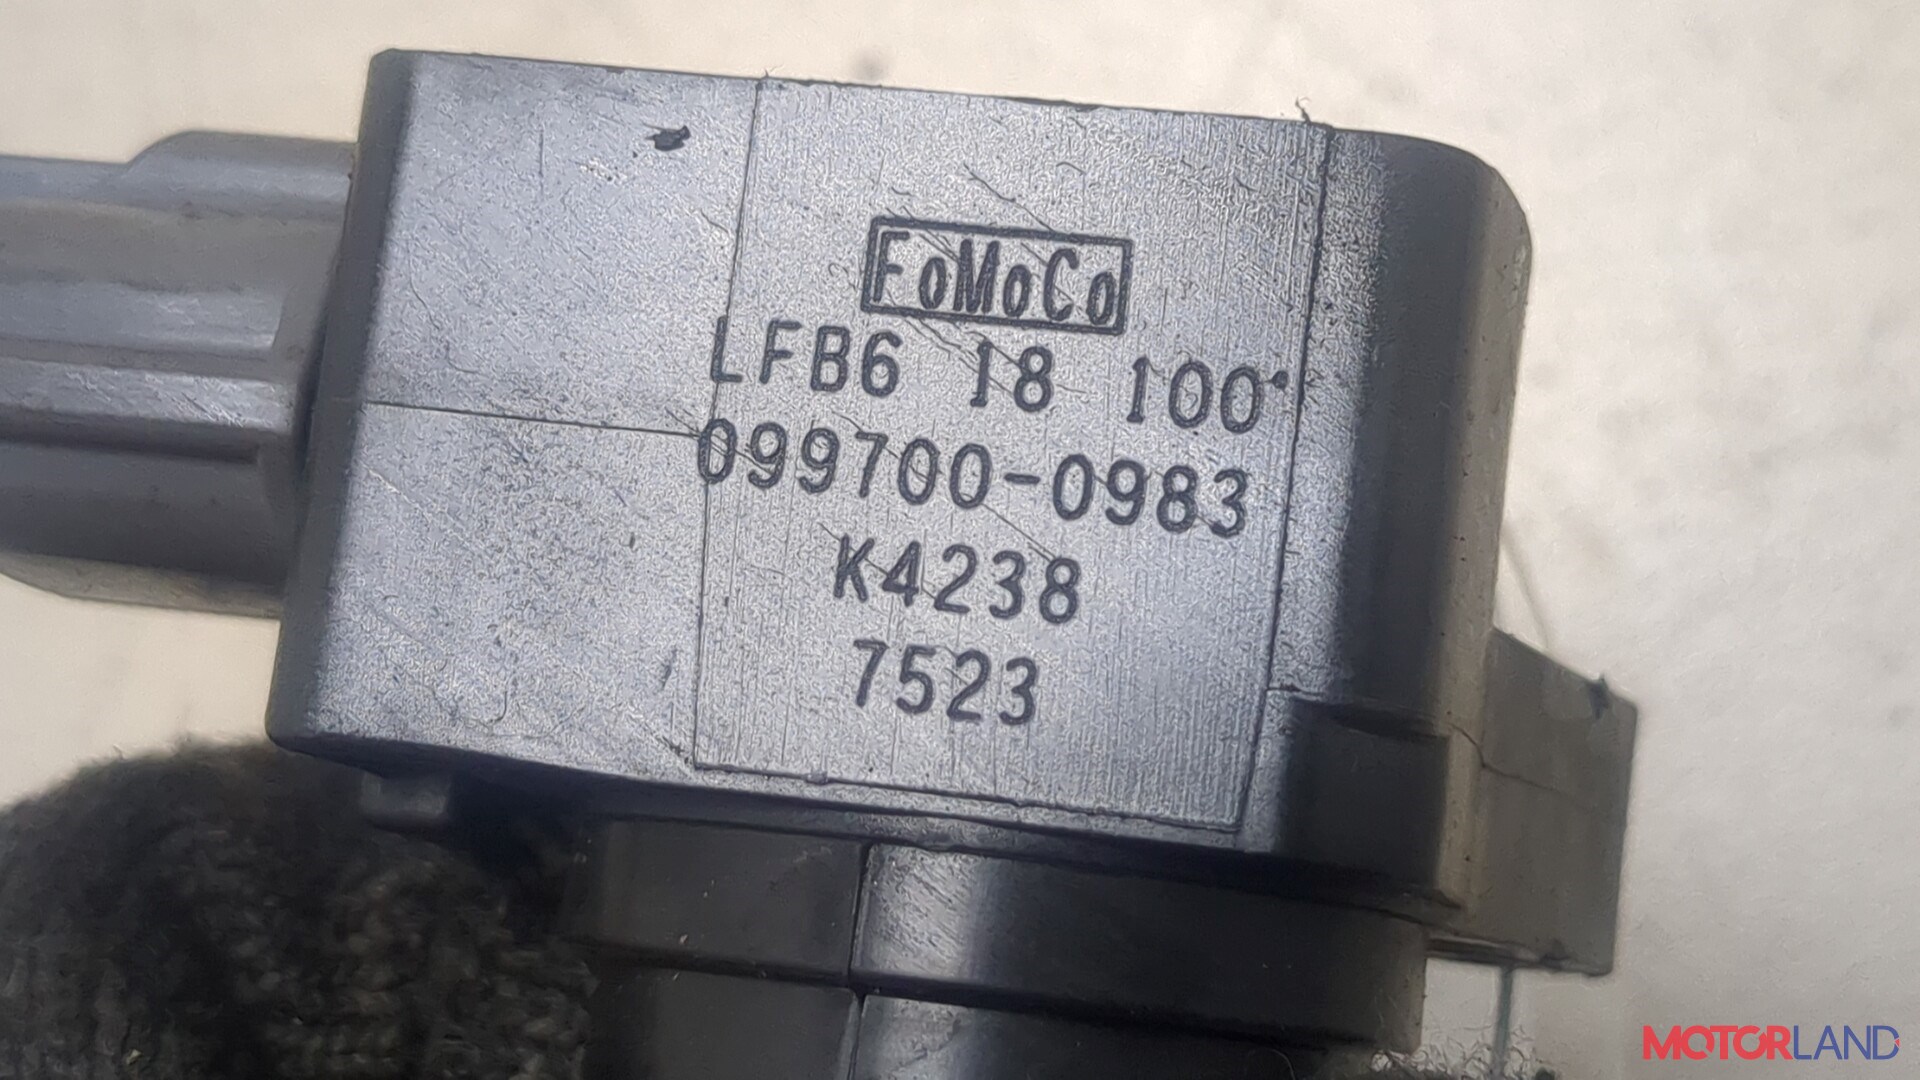 FoMoCo
LFB6 18 100
099700-0983
K4238
7523
MOTORLAND